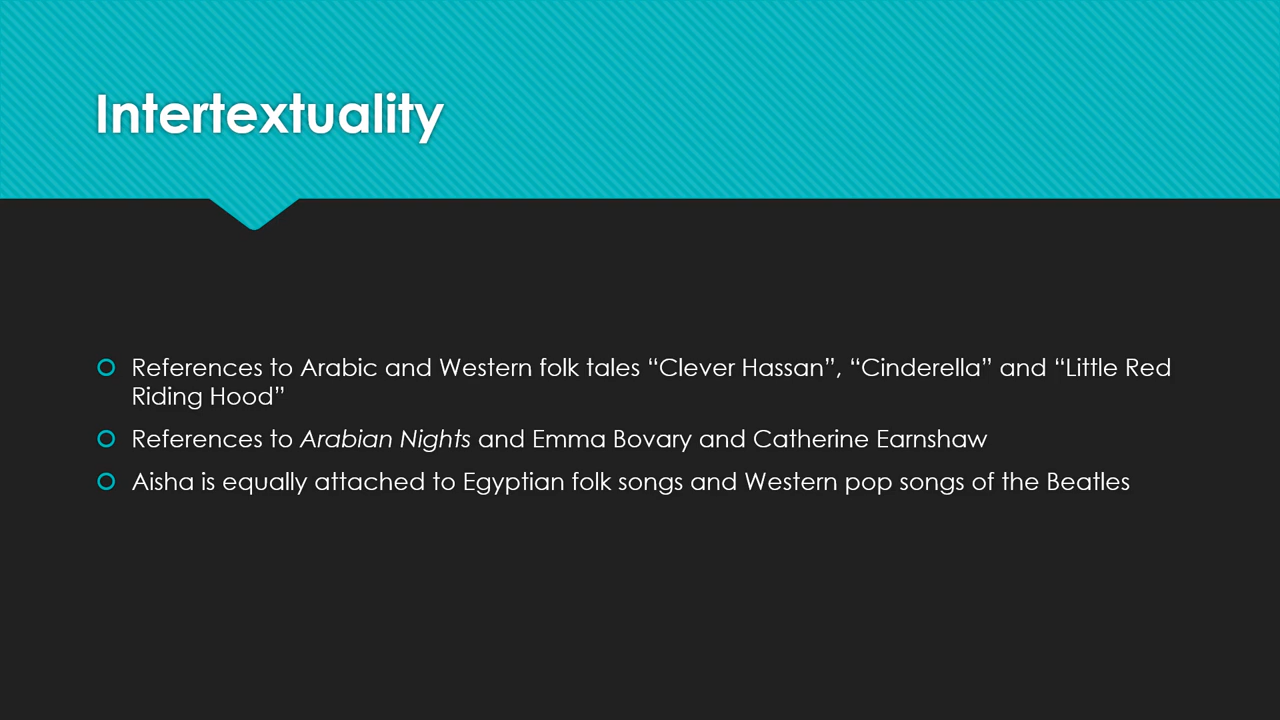 Intertextuality
References to Arabic and Western folk tales “Clever Hassan”, “Cinderella” and “Little Red
Riding Hood”
References to Arabian Nights and Emma Bovary and Catherine Earnshaw
Aisha is equally attached to Egyptian folk songs and Western pop songs of the Beatles